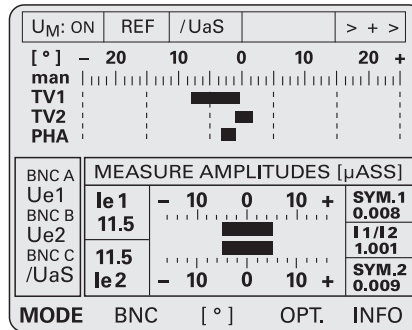 UM: ON REF /UaS > + >
[ ° ] – 20 10 0 10 20 +
man
TV1
TV2
PHA
BNC A
Ue1
BNC B
Ue2
BNC C
/UaS
MEASURE AMPLITUDES [µASS]
Ie 1
11.5
– 10 0 10 +
SYM.1
0.008
I 1 / I 2
1.001
11.5
Ie 2
– 10 0 10 +
SYM.2
0.009
MODE BNC [ ° ] OPT. INFO